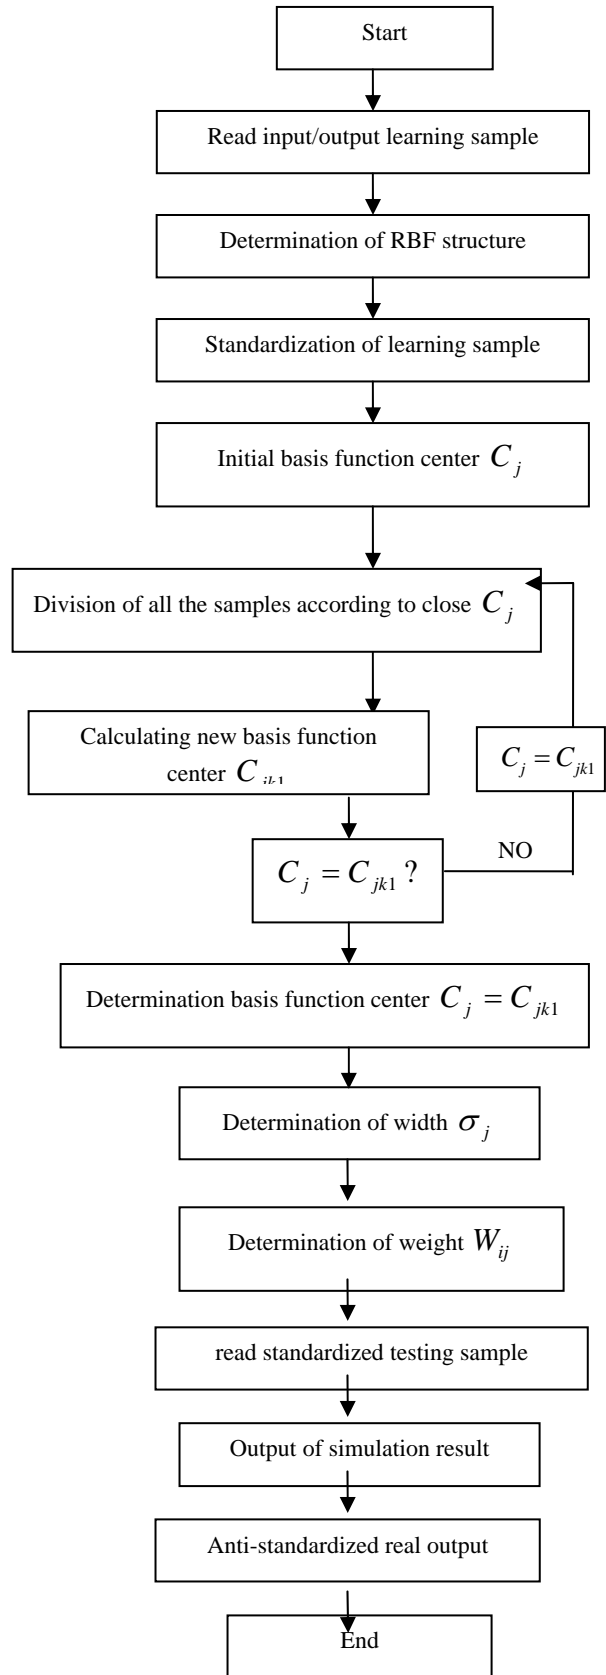 Start
Read input/output learning sample
Determination of RBF structure
Standardization of learning sample
Initial basis function center C_j
Division of all the samples according to close C_j
Calculating new basis function
center C_jk1
C_j = C_jk1
C_j = C_jk1 ?
NO
Determination basis function center C_j = C_jk1
Determination of width σ_j
Determination of weight W_ij
read standardized testing sample
Output of simulation result
Anti-standardized real output
End